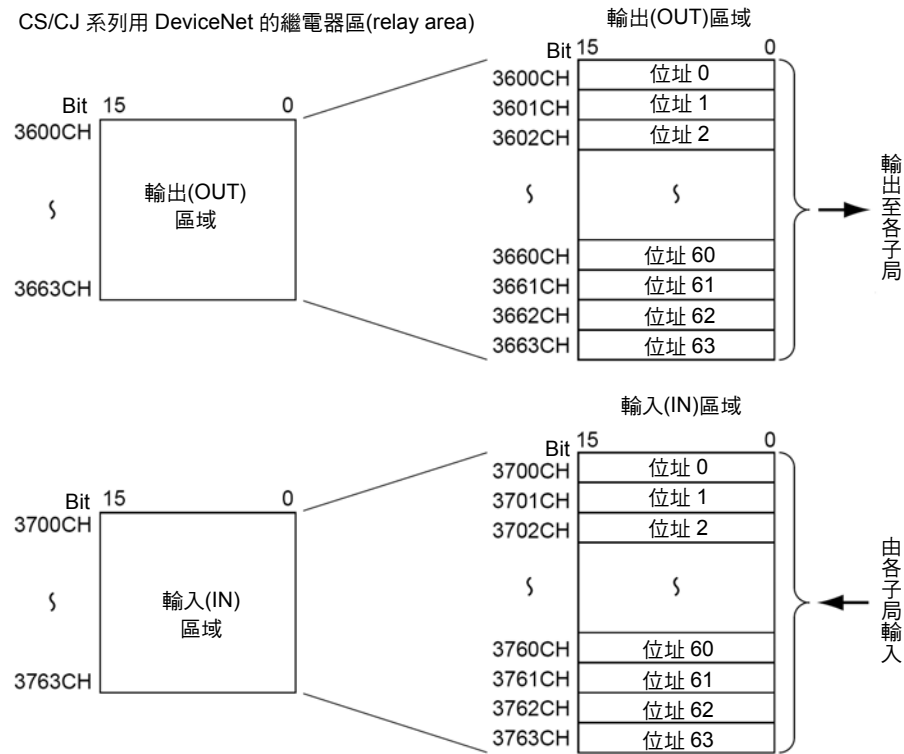 CS/CJ 系列用 DeviceNet 的繼電器區(relay area)
輸出(OUT)區域
Bit 15 0
3600CH 位址 0
3601CH 位址 1
3602CH 位址 2
3660CH 位址 60
3661CH 位址 61
3662CH 位址 62
3663CH 位址 63
輸出至各子局
Bit 15 0
3600CH
輸出(OUT)
區域
3663CH
輸入(IN)區域
Bit 15 0
3700CH 位址 0
3701CH 位址 1
3702CH 位址 2
3760CH 位址 60
3761CH 位址 61
3762CH 位址 62
3763CH 位址 63
由各子局輸入
Bit 15 0
3700CH
輸入(IN)
區域
3763CH